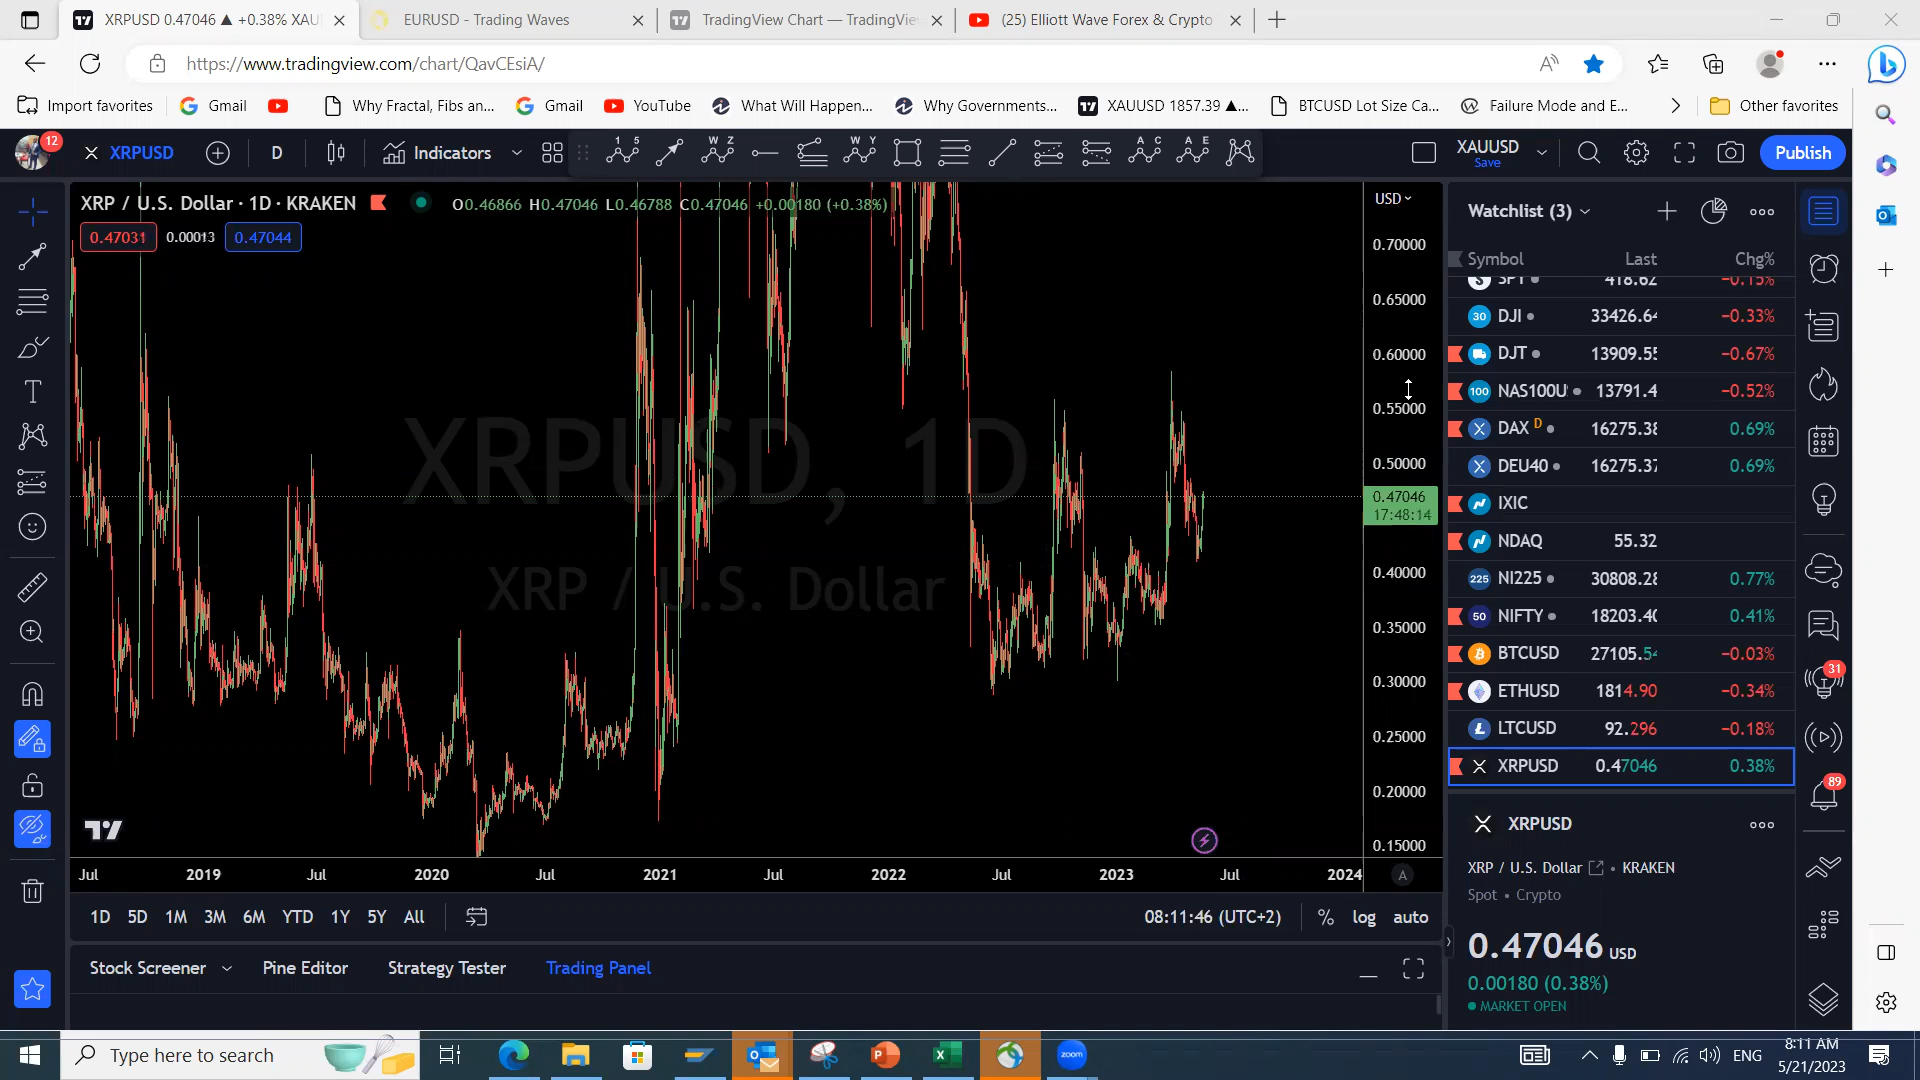 XRPUSD 0.47046 ▲ +0.38% XAU
EURUSD - Trading Waves
TradingView Chart — TradingVie
(25) Elliott Wave Forex & Crypto
https://www.tradingview.com/chart/QavCEsiA/
Import favorites
Gmail
Why Fractal, Fibs an...
Gmail
YouTube
What Will Happen...
Why Governments...
XAUUSD 1857.39 ▲...
BTCUSD Lot Size Ca...
Failure Mode and E...
Other favorites
12
XRPUSD
D
Indicators
XAUUSD
Save
Publish
XRP / U.S. Dollar · 1D · KRAKEN
O0.46866 H0.47046 L0.46788 C0.47046 +0.00180 (+0.38%)
0.47031
0.00013
0.47044
XRPUSD, 1D
XRP / U.S. Dollar
USD
0.70000
0.65000
0.60000
0.55000
0.50000
0.47046
17:48:14
0.40000
0.35000
0.30000
0.25000
0.20000
0.15000
Jul 2019 Jul 2020 Jul 2021 Jul 2022 Jul 2023 Jul 2024
A
1D 5D 1M 3M 6M YTD 1Y 5Y All
08:11:46 (UTC+2)
% log auto
Stock Screener
Pine Editor
Strategy Tester
Trading Panel
Watchlist (3)
Symbol Last Chg%
418.62 −0.15%
DJI 33426.64 −0.33%
DJT 13909.55 −0.67%
NAS100U 13791.4 −0.52%
DAX D 16275.38 0.69%
DEU40 16275.37 0.69%
IXIC
NDAQ 55.32
NI225 30808.28 0.77%
NIFTY 18203.40 0.41%
BTCUSD 27105.54 −0.03%
ETHUSD 1814.90 −0.34%
LTCUSD 92.296 −0.18%
XRPUSD 0.47046 0.38%
XRPUSD
XRP / U.S. Dollar • KRAKEN
Spot • Crypto
0.47046 USD
0.00180 (0.38%)
MARKET OPEN
31
89
Type here to search
zoom
ENG
8:11 AM
5/21/2023